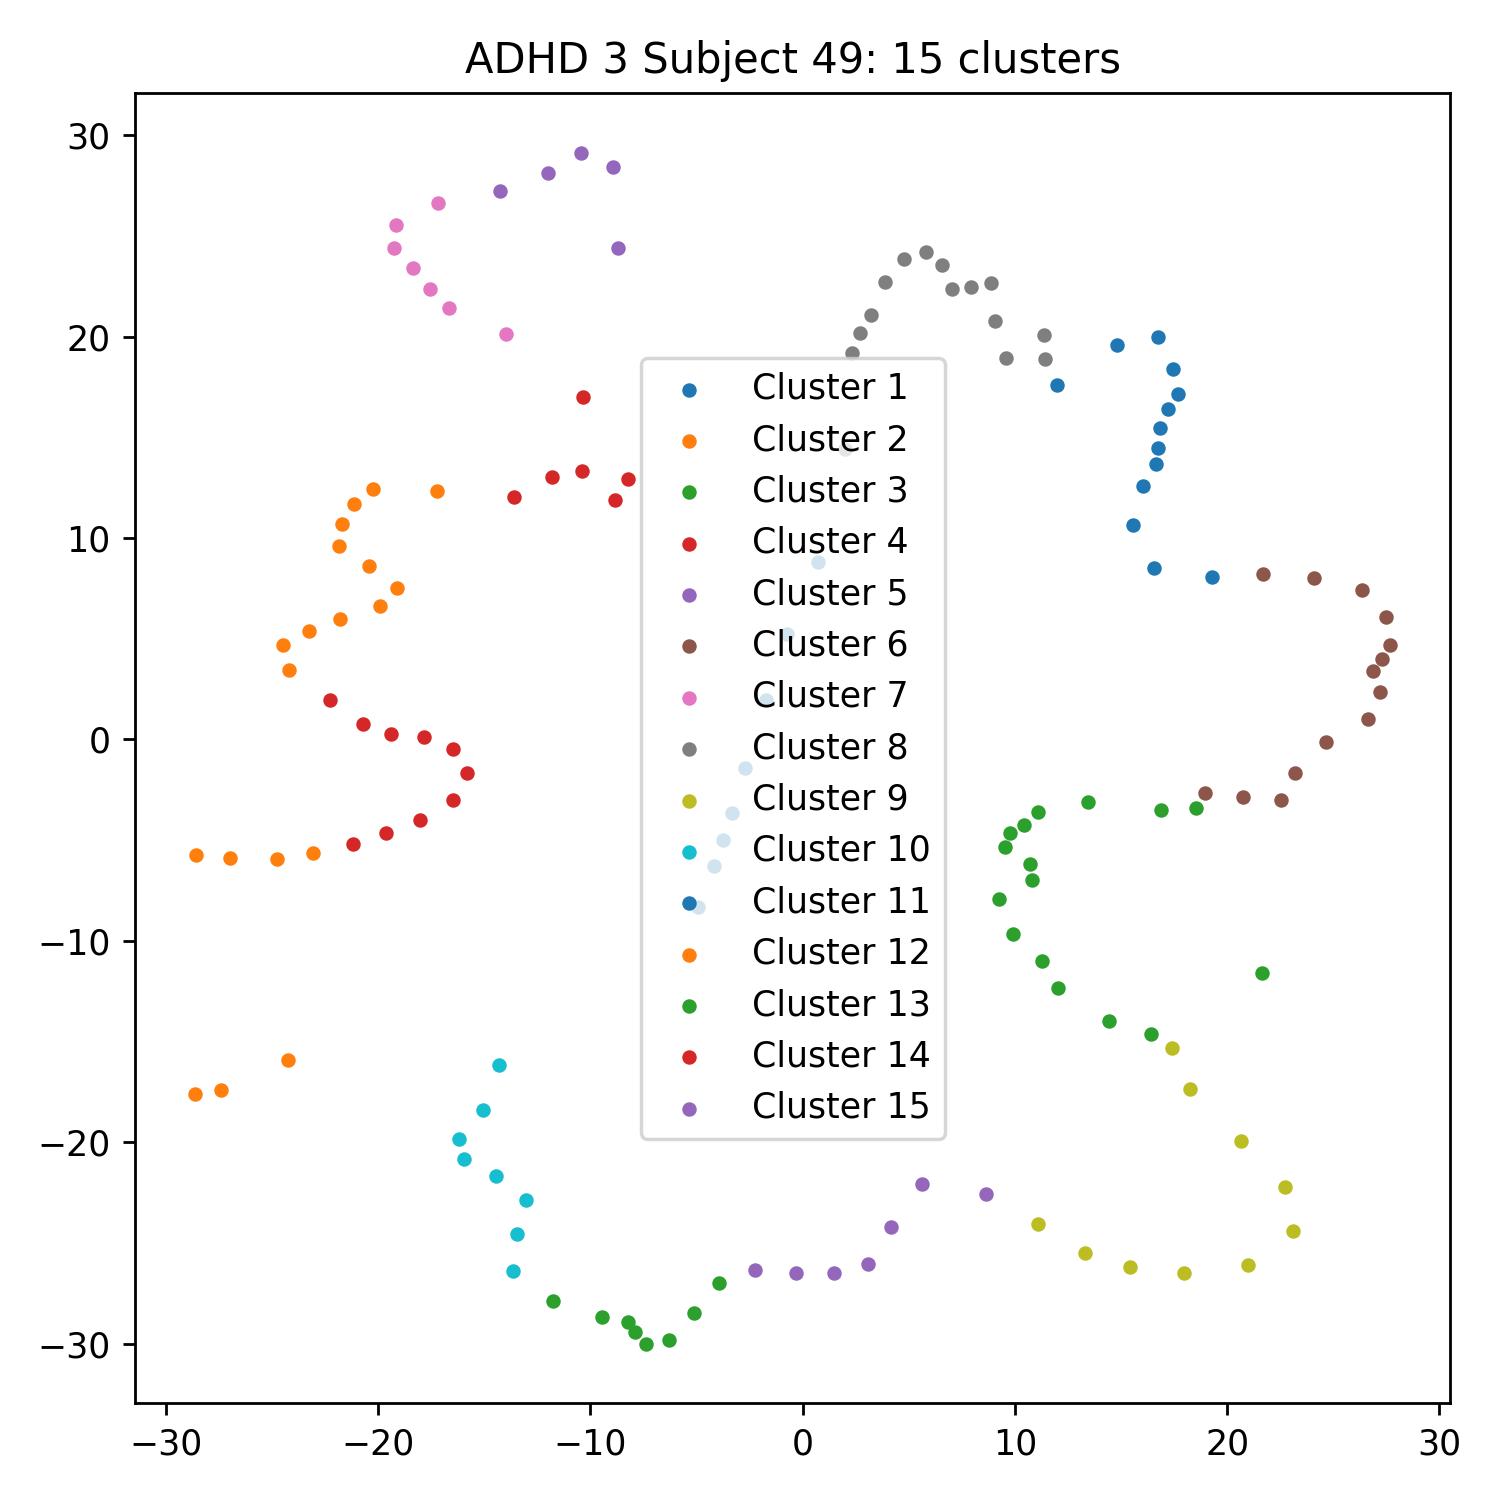 ADHD 3 Subject 49: 15 clusters
30
20
10
0
−10
−20
−30
Cluster 1
Cluster 2
Cluster 3
Cluster 4
Cluster 5
Cluster 6
Cluster 7
Cluster 8
Cluster 9
Cluster 10
Cluster 11
Cluster 12
Cluster 13
Cluster 14
Cluster 15
−30 −20 −10 0 10 20 30